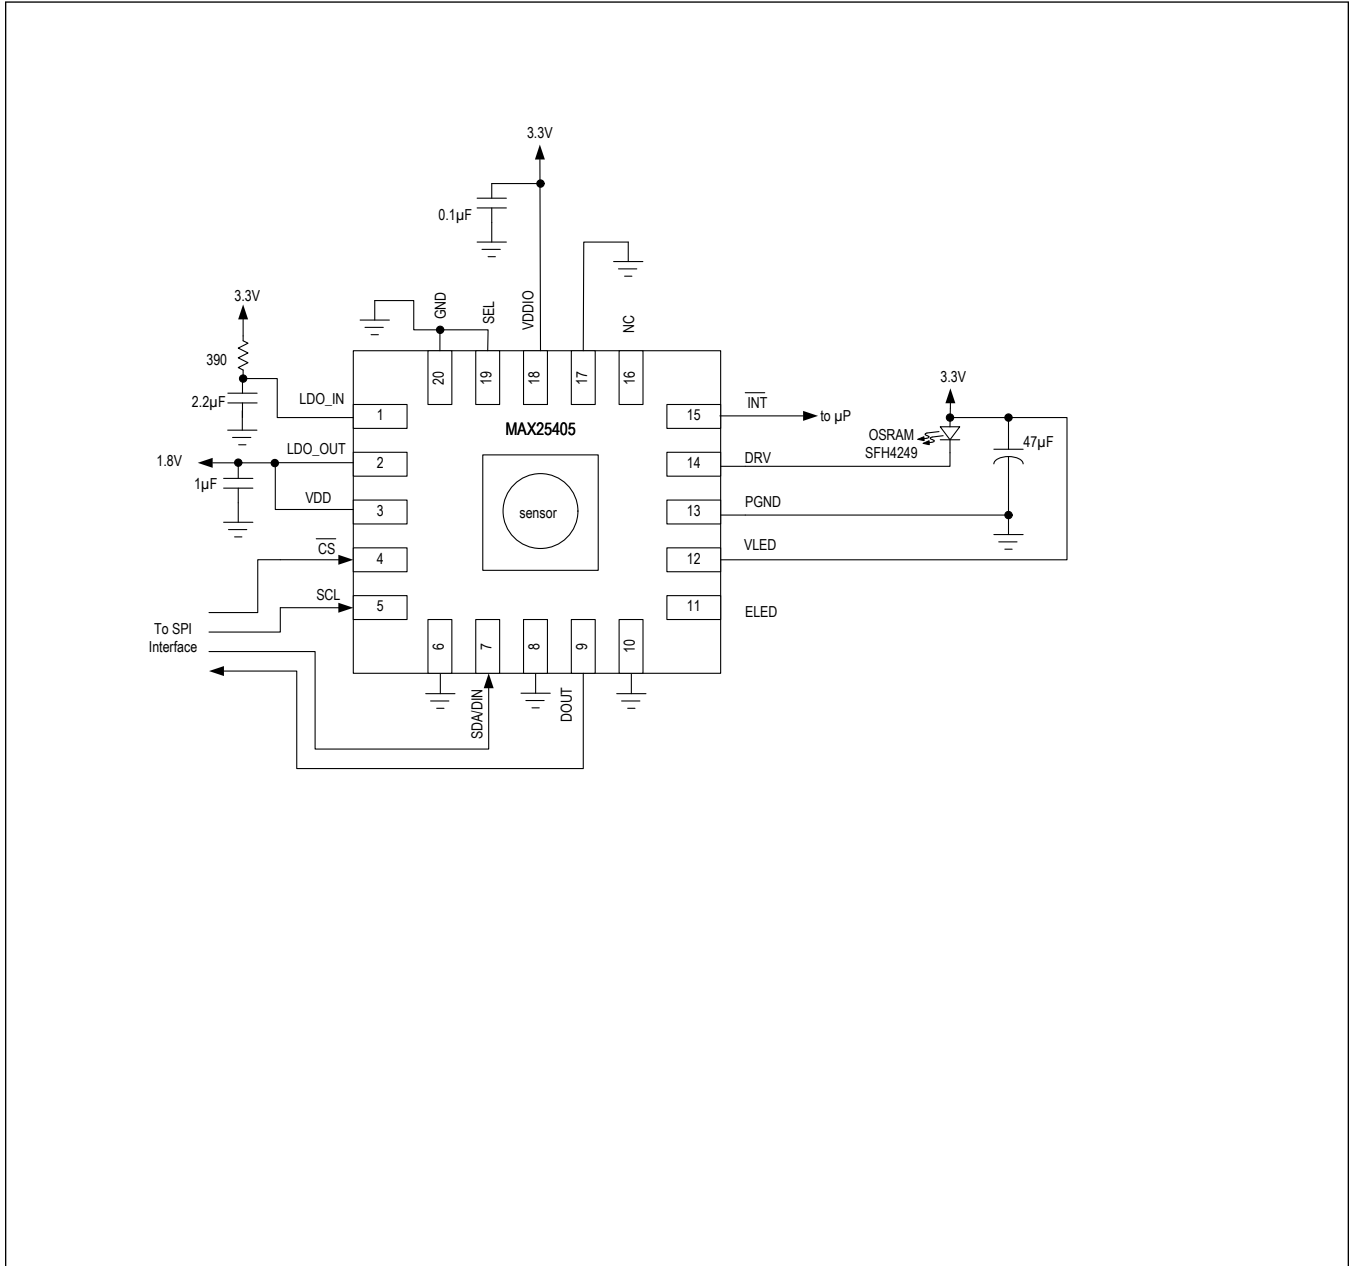 3.3V
0.1µF
3.3V
GND
SEL
VDDIO
NC
390
2.2µF
LDO_IN
20
19
18
17
16
3.3V
1
MAX25405
15
INT
to µP
OSRAM
SFH4249
47µF
LDO_OUT
1.8V
2
14
DRV
1µF
VDD
3
sensor
13
PGND
CS
4
12
VLED
SCL
5
11
ELED
To SPI
Interface
6
7
8
9
10
SDA/DIN
DOUT